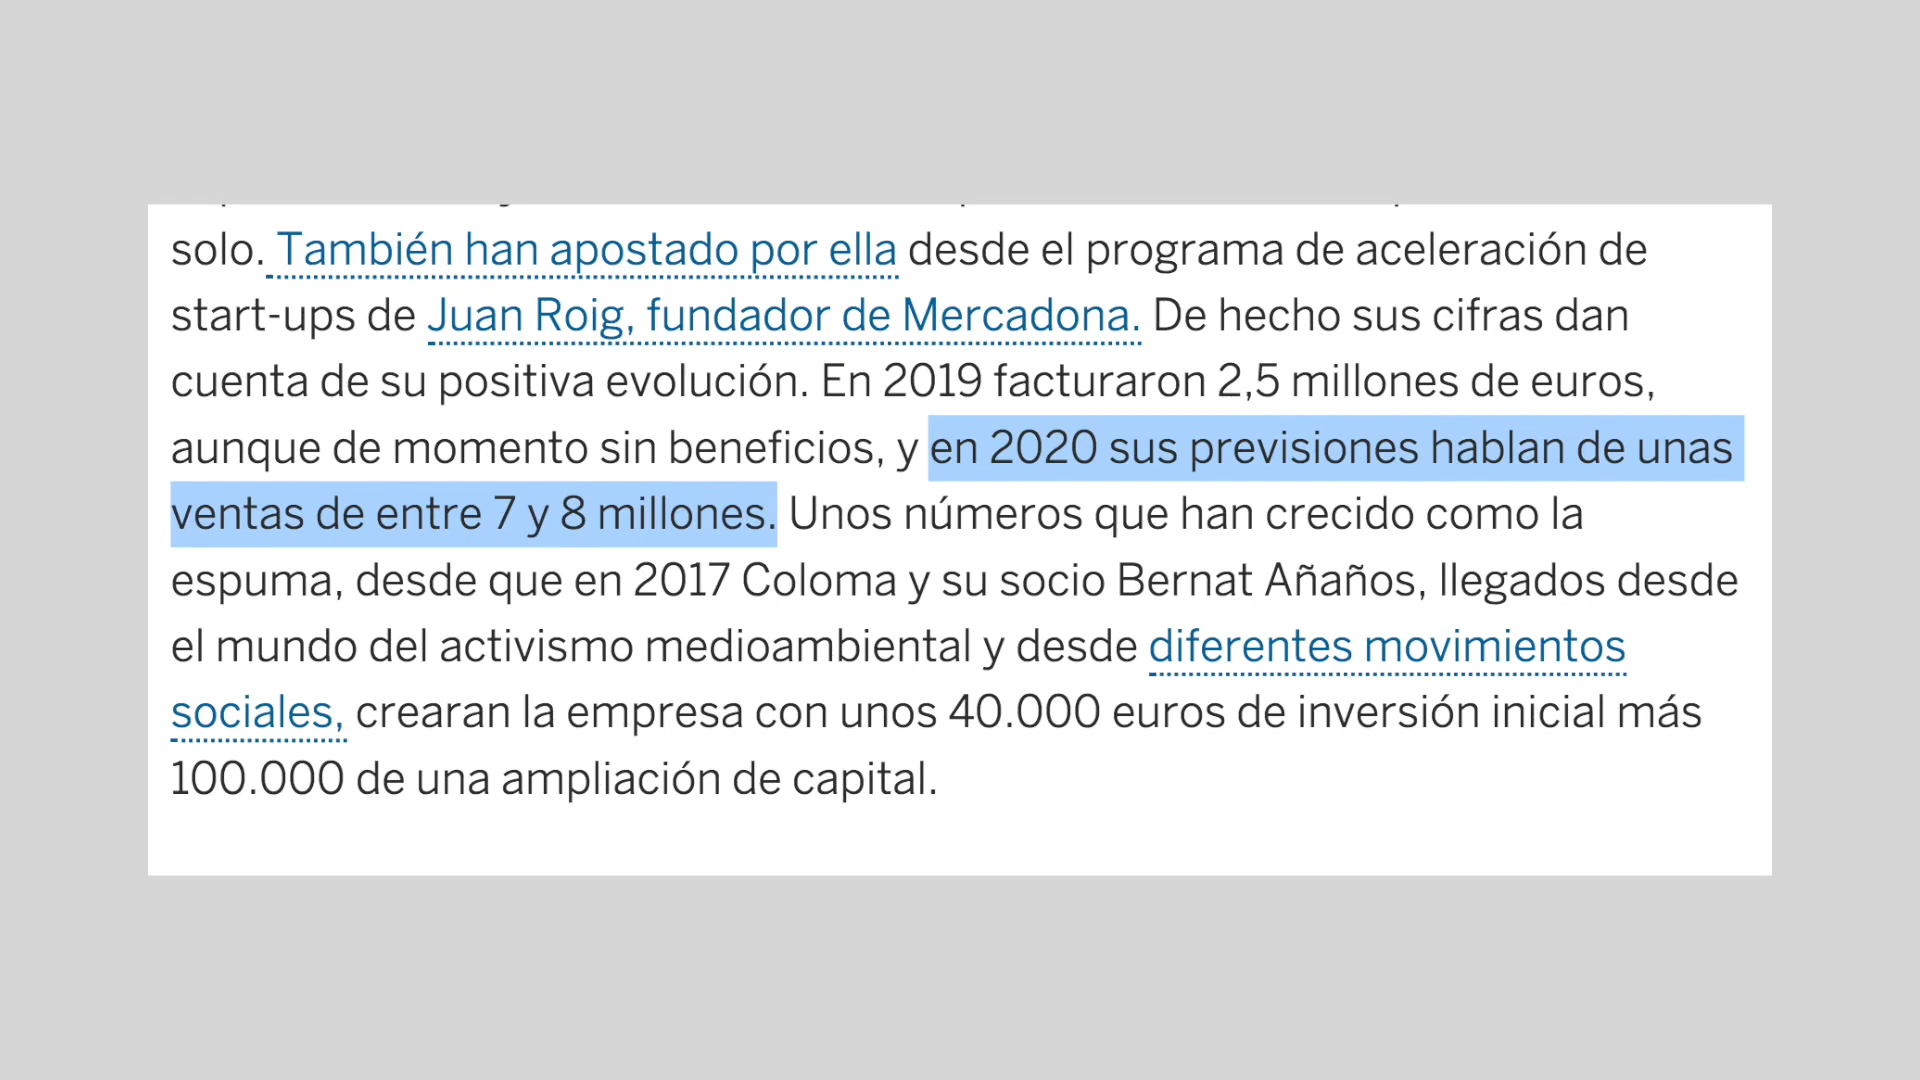 solo. También han apostado por ella desde el programa de aceleración de
start-ups de Juan Roig, fundador de Mercadona. De hecho sus cifras dan
cuenta de su positiva evolución. En 2019 facturaron 2,5 millones de euros,
aunque de momento sin beneficios, y en 2020 sus previsiones hablan de unas
ventas de entre 7 y 8 millones. Unos números que han crecido como la
espuma, desde que en 2017 Coloma y su socio Bernat Añaños, llegados desde
el mundo del activismo medioambiental y desde diferentes movimientos
sociales, crearan la empresa con unos 40.000 euros de inversión inicial más
100.000 de una ampliación de capital.